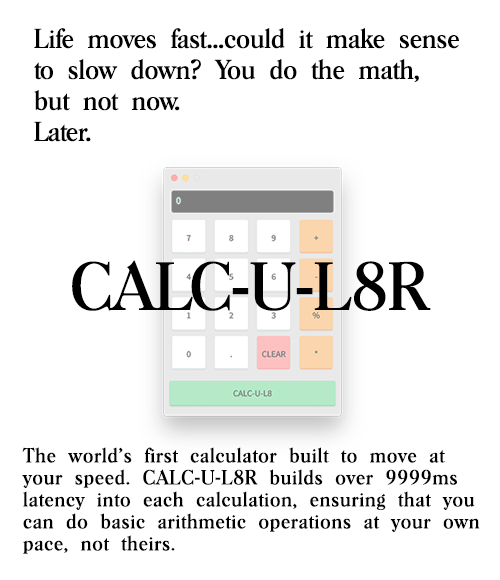 Life moves fast...could it make sense
to slow down? You do the math,
but not now.
Later.
0
7 8 9 +
4 5 6 -
CALC-U-L8R
1 2 3 %
0 . CLEAR *
CALC-U-L8
The world's first calculator built to move at
your speed. CALC-U-L8R builds over 9999ms
latency into each calculation, ensuring that you
can do basic arithmetic operations at your own
pace, not theirs.